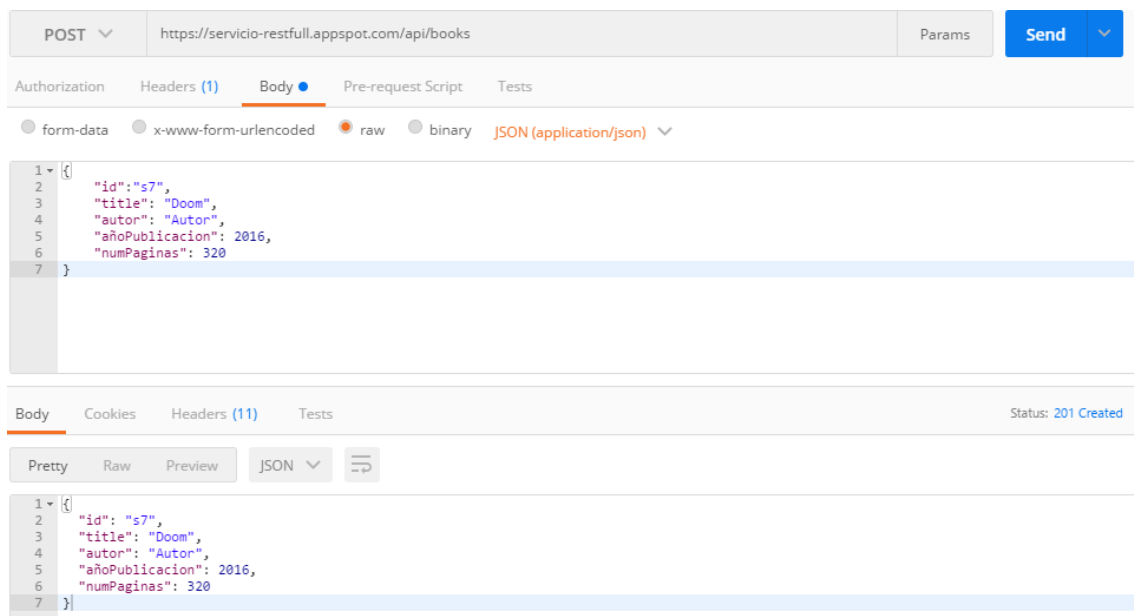 POST https://servicio-restfull.appspot.com/api/books Params Send
Authorization Headers (1) Body Pre-request Script Tests
form-data x-www-form-urlencoded raw binary JSON (application/json)
1 {
2 "id":"s7",
3 "title": "Doom",
4 "autor": "Autor",
5 "añoPublicacion": 2016,
6 "numPaginas": 320
7 }
Body Cookies Headers (11) Tests Status: 201 Created
Pretty Raw Preview JSON
1 {
2 "id": "s7",
3 "title": "Doom",
4 "autor": "Autor",
5 "añoPublicacion": 2016,
6 "numPaginas": 320
7 }